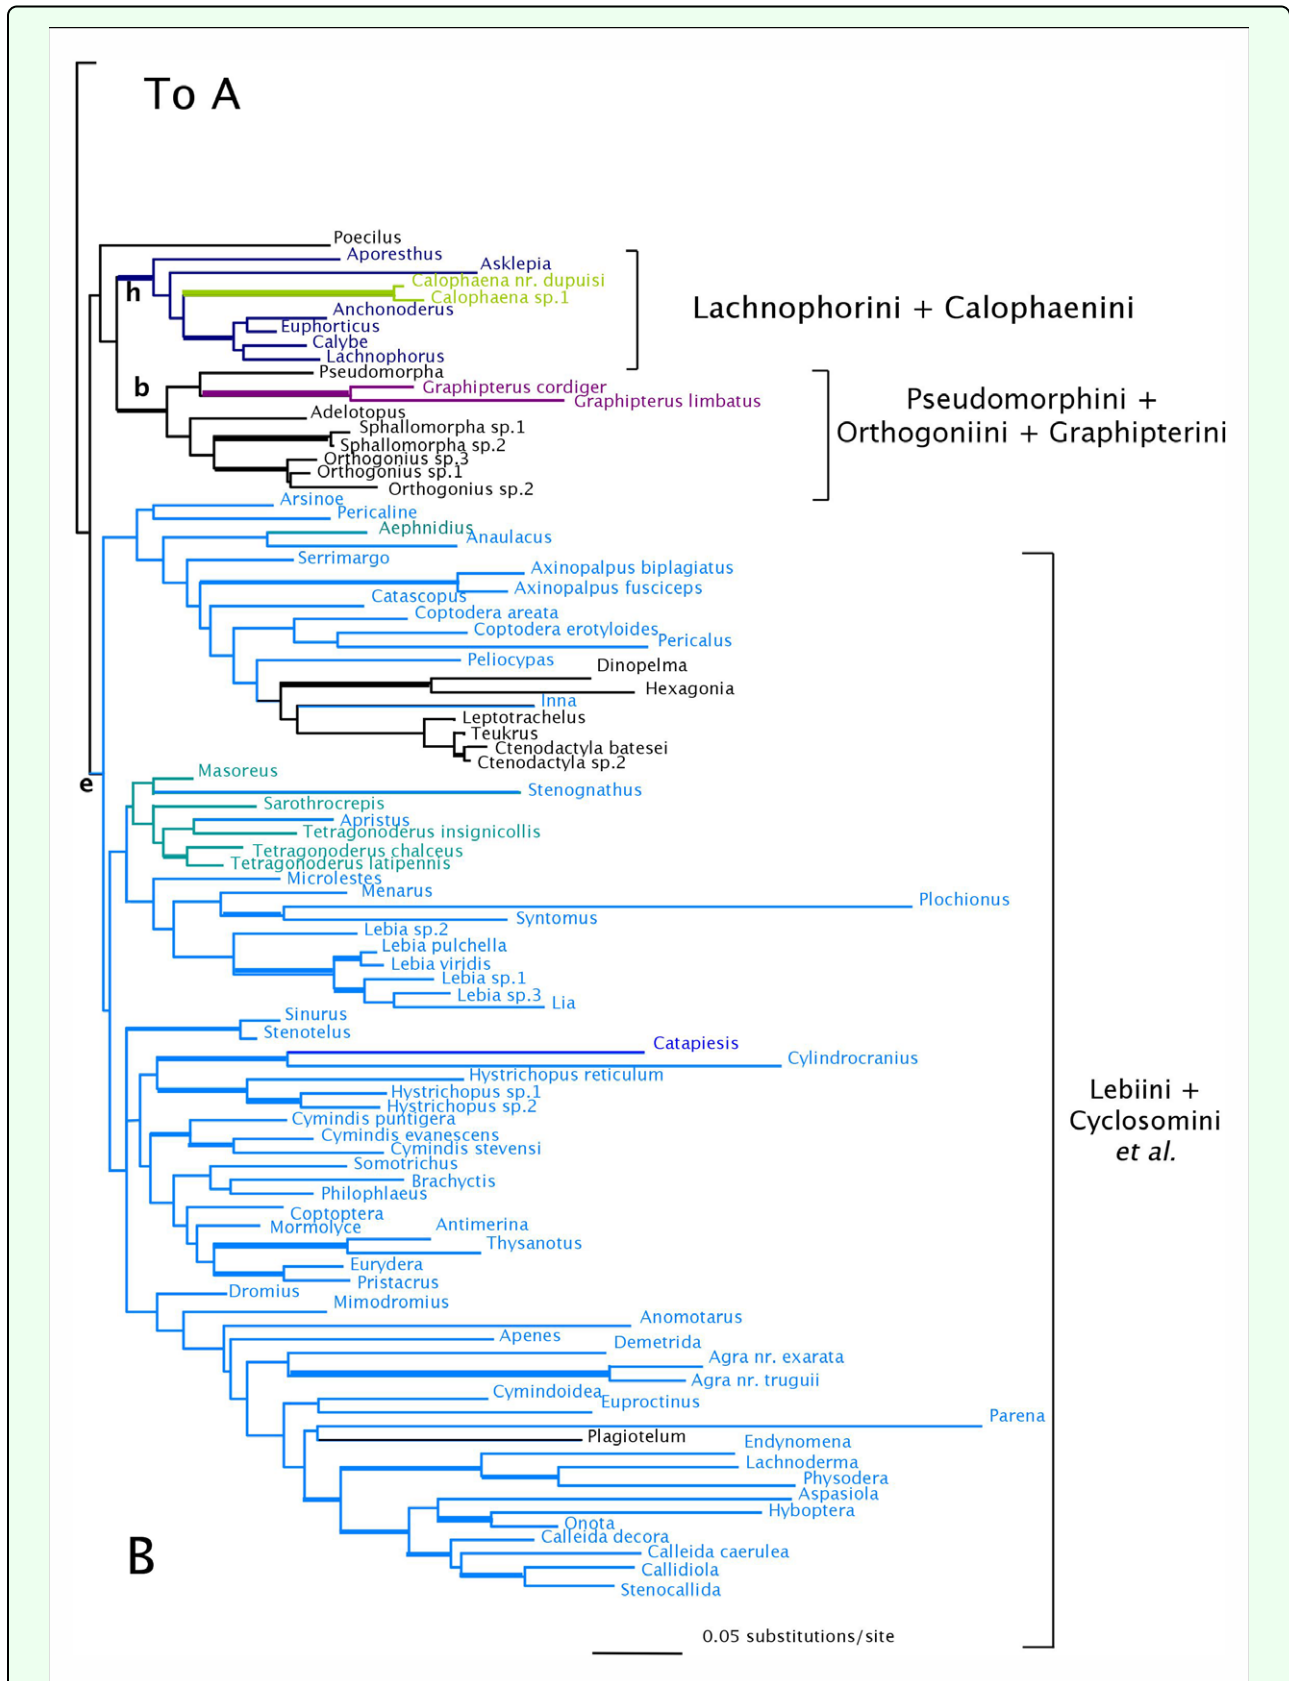 To A
Poecilus
Aporesthus
Asklepia
Calophaena nr. dupuisi
Calophaena sp.1
h
Anchonoderus
Euphorticus
Calybe
Lachnophorus
Lachnophorini + Calophaenini
Pseudomorpha
b
Graphipterus cordiger
Graphipterus limbatus
Adelotopus
Sphallomorpha sp.1
Sphallomorpha sp.2
Orthogonius sp.3
Orthogonius sp.1
Orthogonius sp.2
Pseudomorphini +
Orthogoniini + Graphipterini
Arsinoe
Pericaline
Aephnidius
Anaulacus
Serrimargo
Axinopalpus biplagiatus
Axinopalpus fusciceps
Catascopus
Coptodera areata
Coptodera erotyloides
Pericalus
Peliocypas
Dinopelma
Hexagonia
Inna
Leptotrachelus
Teukrus
Ctenodactyla batesei
Ctenodactyla sp.2
e
Masoreus
Stenognathus
Sarothrocrepis
Apristus
Tetragonoderus insignicollis
Tetragonoderus chalceus
Tetragonoderus latipennis
Microlestes
Menarus
Plochionus
Syntomus
Lebia sp.2
Lebia pulchella
Lebia viridis
Lebia sp.1
Lebia sp.3
Lia
Sinurus
Stenotelus
Catapiesis
Cylindrocranius
Hystrichopus reticulum
Hystrichopus sp.1
Hystrichopus sp.2
Cymindis puntigera
Cymindis evanescens
Cymindis stevensi
Somotrichus
Brachyctis
Philophlaeus
Coptoptera
Mormolyce
Antimerina
Thysanotus
Eurydera
Pristacrus
Lebiini +
Cyclosomini
et al.
Dromius
Mimodromius
Anomotarus
Apenes
Demetrida
Agra nr. exarata
Agra nr. truguii
Cymindoidea
Euproctinus
Parena
Plagiotelum
Endynomena
Lachnoderma
Physodera
Aspasiola
Hyboptera
Onota
Calleida decora
Calleida caerulea
Callidiola
Stenocallida
B
0.05 substitutions/site